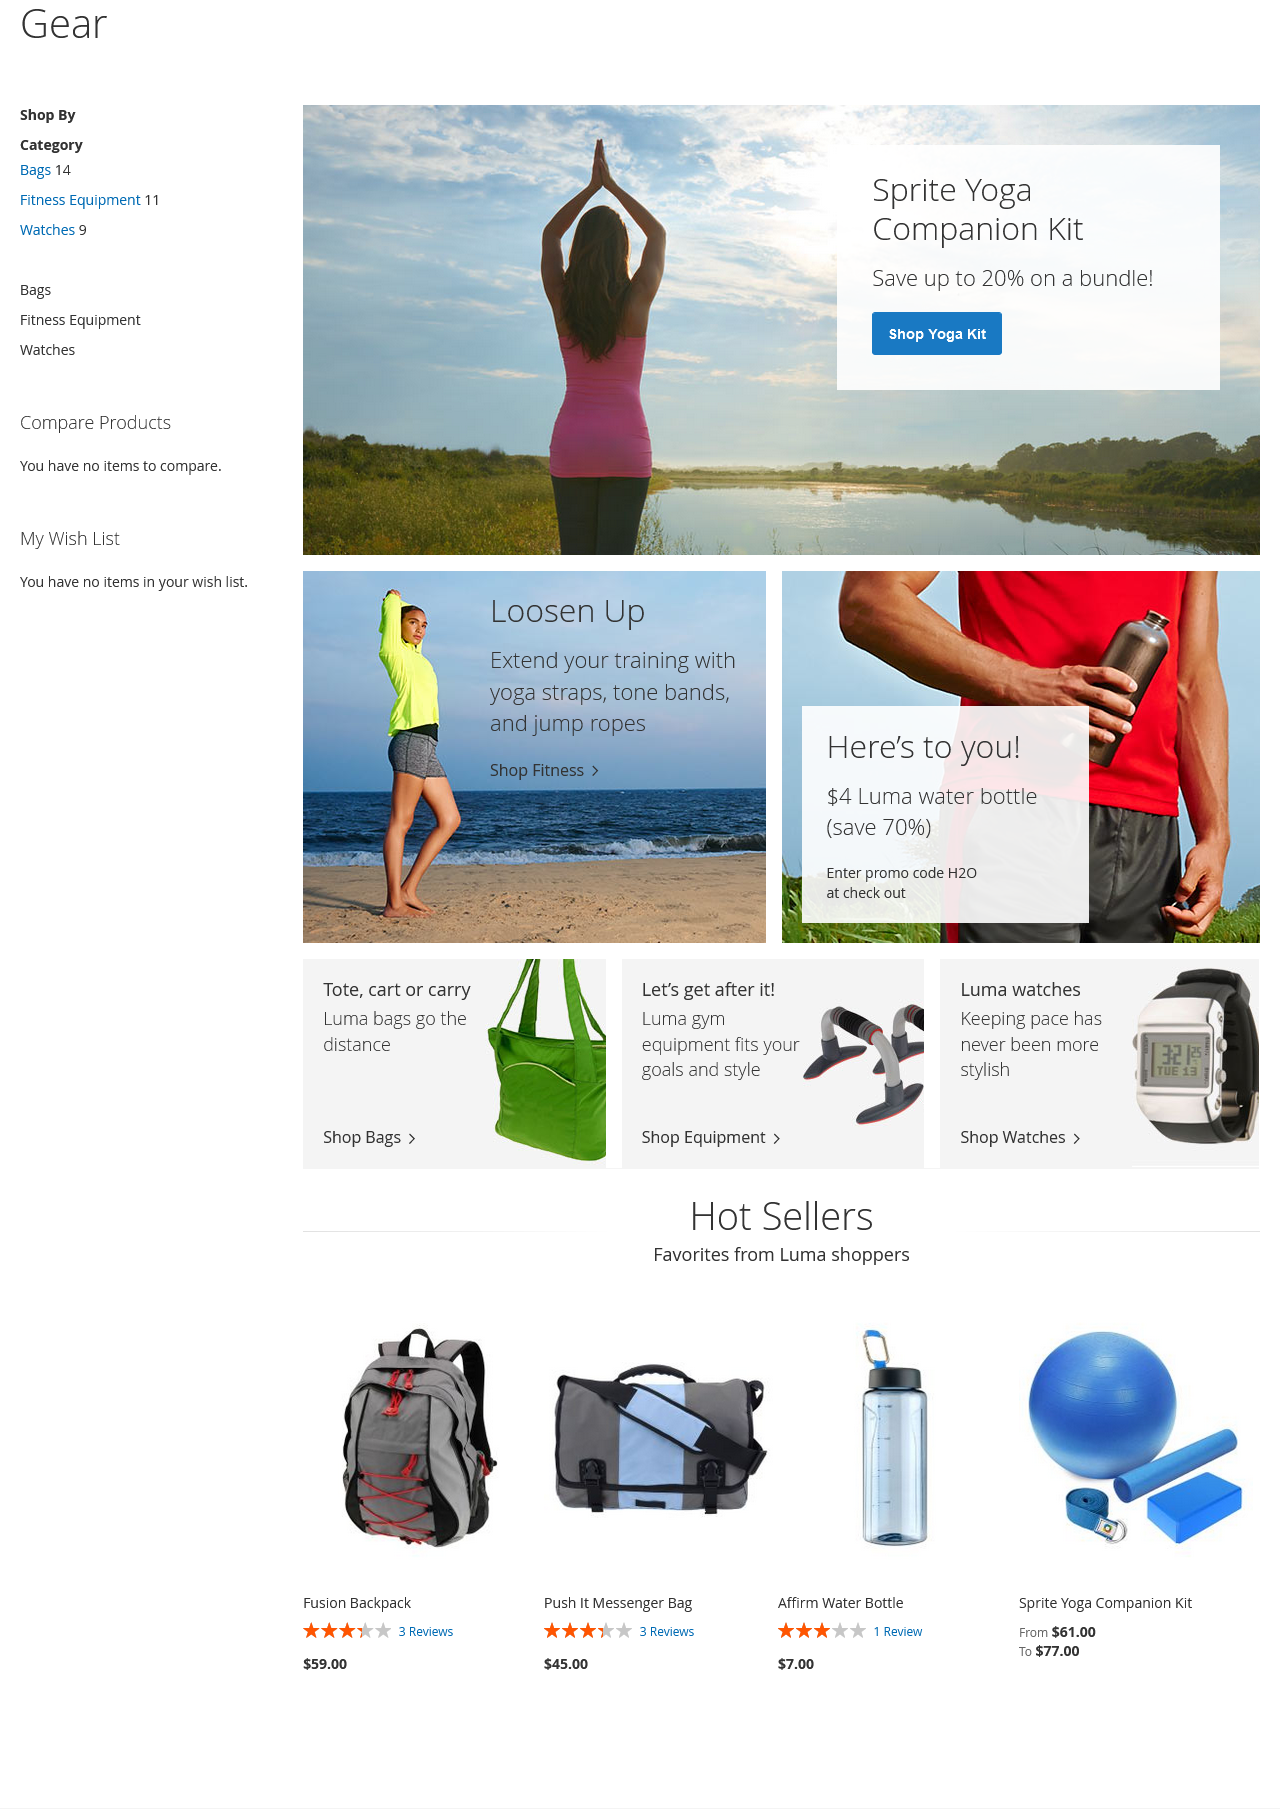 Gear
Shop By
Category
Bags 14
Fitness Equipment 11
Watches 9
Bags
Fitness Equipment
Watches
Compare Products
You have no items to compare.
My Wish List
You have no items in your wish list.
Sprite Yoga
Companion Kit
Save up to 20% on a bundle!
Shop Yoga Kit
Loosen Up
Extend your training with
yoga straps, tone bands,
and jump ropes
Shop Fitness
Here’s to you!
$4 Luma water bottle
(save 70%)
Enter promo code H2O
at check out
Tote, cart or carry
Luma bags go the
distance
Shop Bags
Let’s get after it!
Luma gym
equipment fits your
goals and style
Shop Equipment
Luma watches
Keeping pace has
never been more
stylish
Shop Watches
3:21 25
TUE 13
Hot Sellers
Favorites from Luma shoppers
Fusion Backpack
3 Reviews
$59.00
Push It Messenger Bag
3 Reviews
$45.00
Affirm Water Bottle
1 Review
$7.00
Sprite Yoga Companion Kit
From $61.00
To $77.00